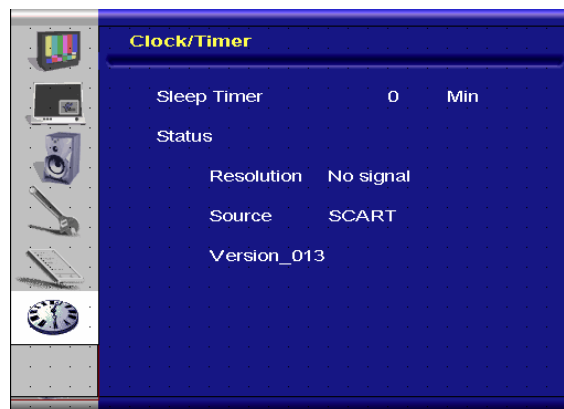 Clock/Timer
Sleep Timer 0 Min
Status
Resolution No signal
Source SCART
Version_013